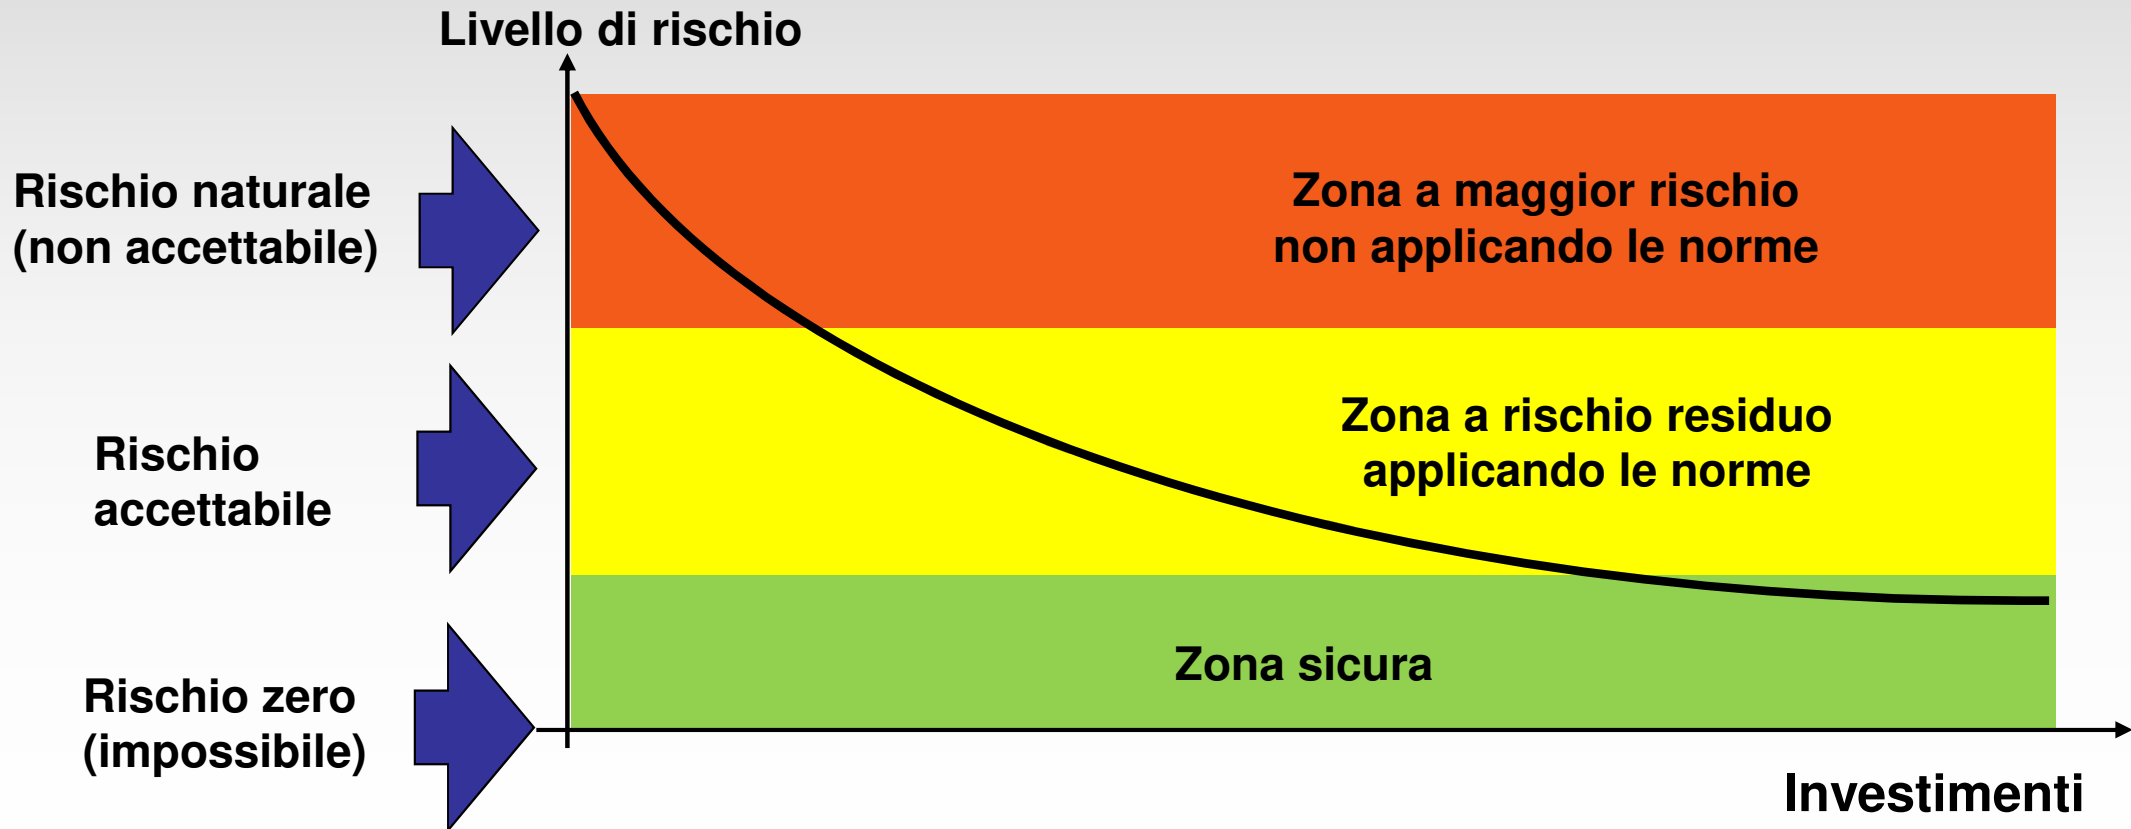 Livello di rischio
Rischio naturale
(non accettabile)
Zona a maggior rischio
non applicando le norme
Rischio
accettabile
Zona a rischio residuo
applicando le norme
Rischio zero
(impossibile)
Zona sicura
Investimenti